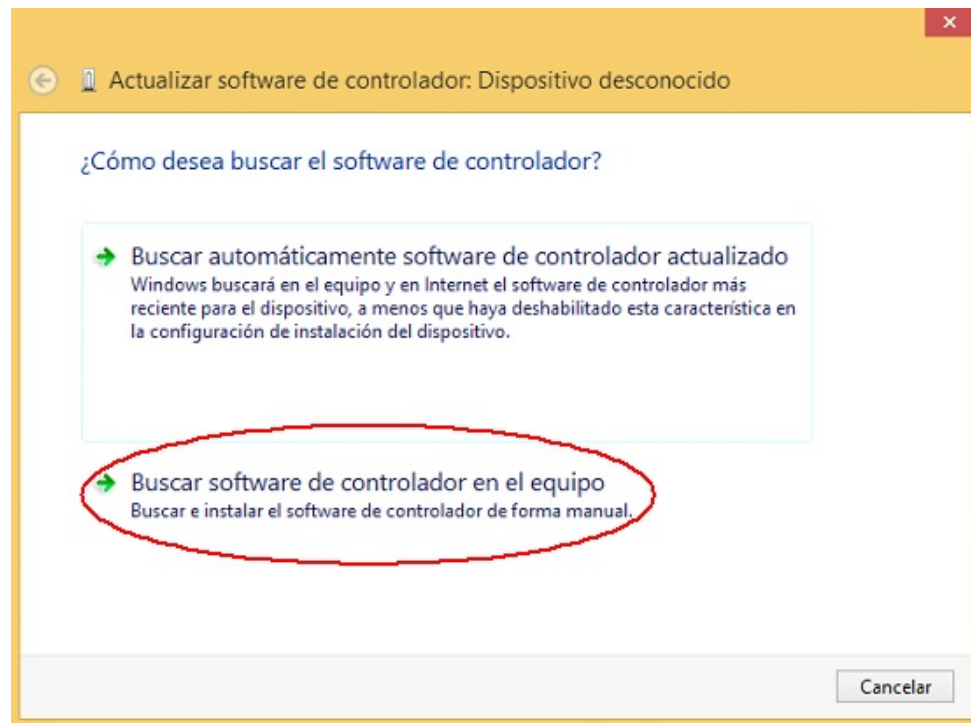 Actualizar software de controlador: Dispositivo desconocido
¿Cómo desea buscar el software de controlador?
Buscar automáticamente software de controlador actualizado
Windows buscará en el equipo y en Internet el software de controlador más
reciente para el dispositivo, a menos que haya deshabilitado esta característica en
la configuración de instalación del dispositivo.
Buscar software de controlador en el equipo
Buscar e instalar el software de controlador de forma manual.
Cancelar